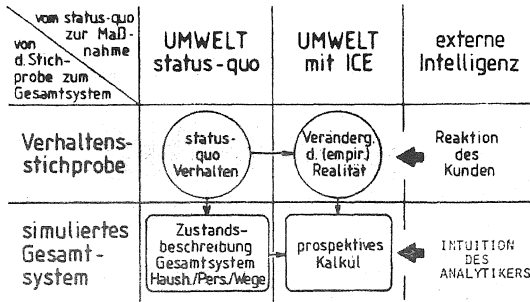 vom status-quo
zur Maß-
nahme
von
d. Stich-
probe zum
Gesamtsystem
UMWELT
status-quo
UMWELT
mit ICE
externe
Intelligenz
Verhaltens-
stichprobe
status-
quo
Verhalten
Veränderg.
d. (empir.)
Realität
Reaktion
des
Kunden
simuliertes
Gesamt-
system
Zustands-
beschreibung
Gesamtsystem
Haush./Pers./Wege
prospektives
Kalkül
INTUITION
DES
ANALYTIKERS